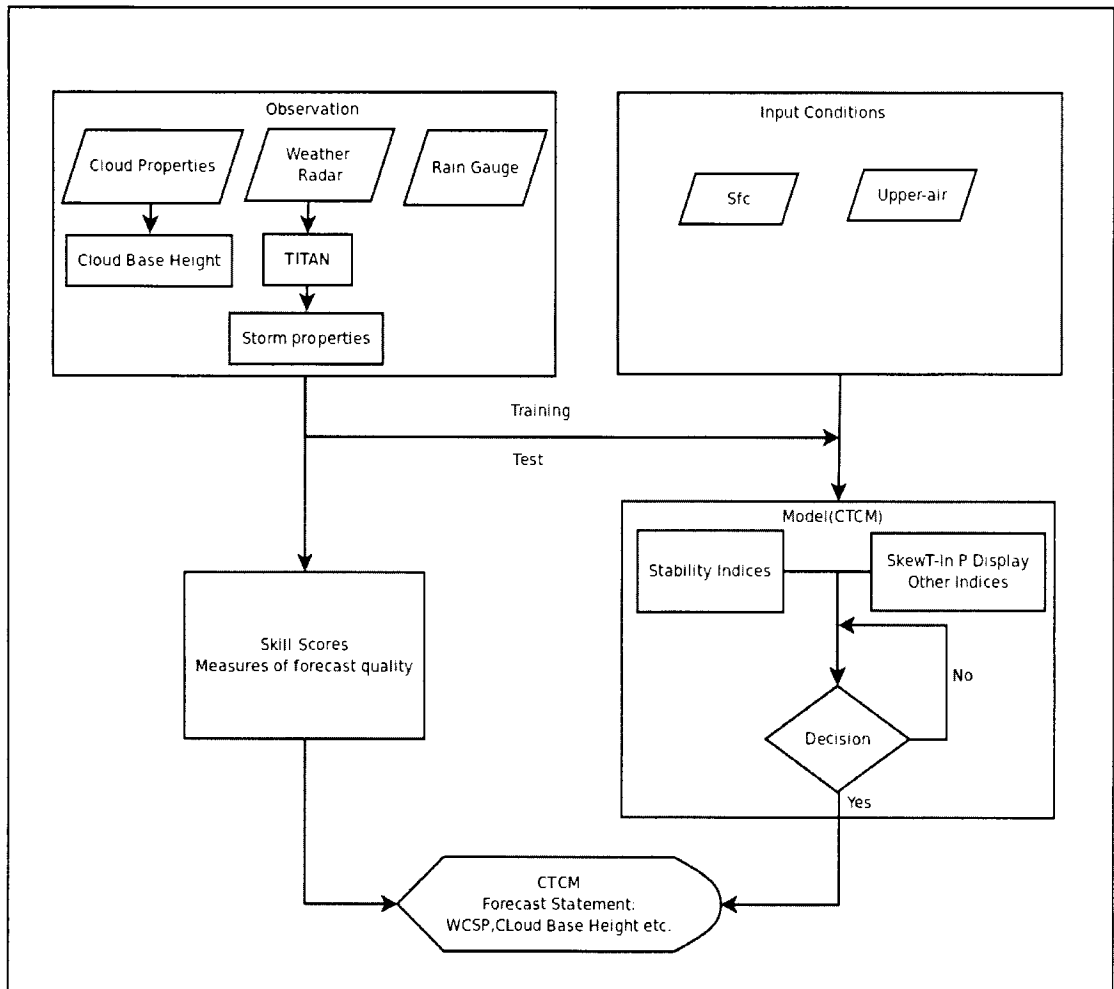 Observation
Cloud Properties
Weather
Radar
Rain Gauge
Cloud Base Height
TITAN
Storm properties
Input Conditions
Sfc
Upper-air
Training
Test
Skill Scores
Measures of forecast quality
Model(CTCM)
Stability Indices
SkewT-ln P Display
Other Indices
No
Decision
Yes
CTCM
Forecast Statement:
WCSP,CLoud Base Height etc.